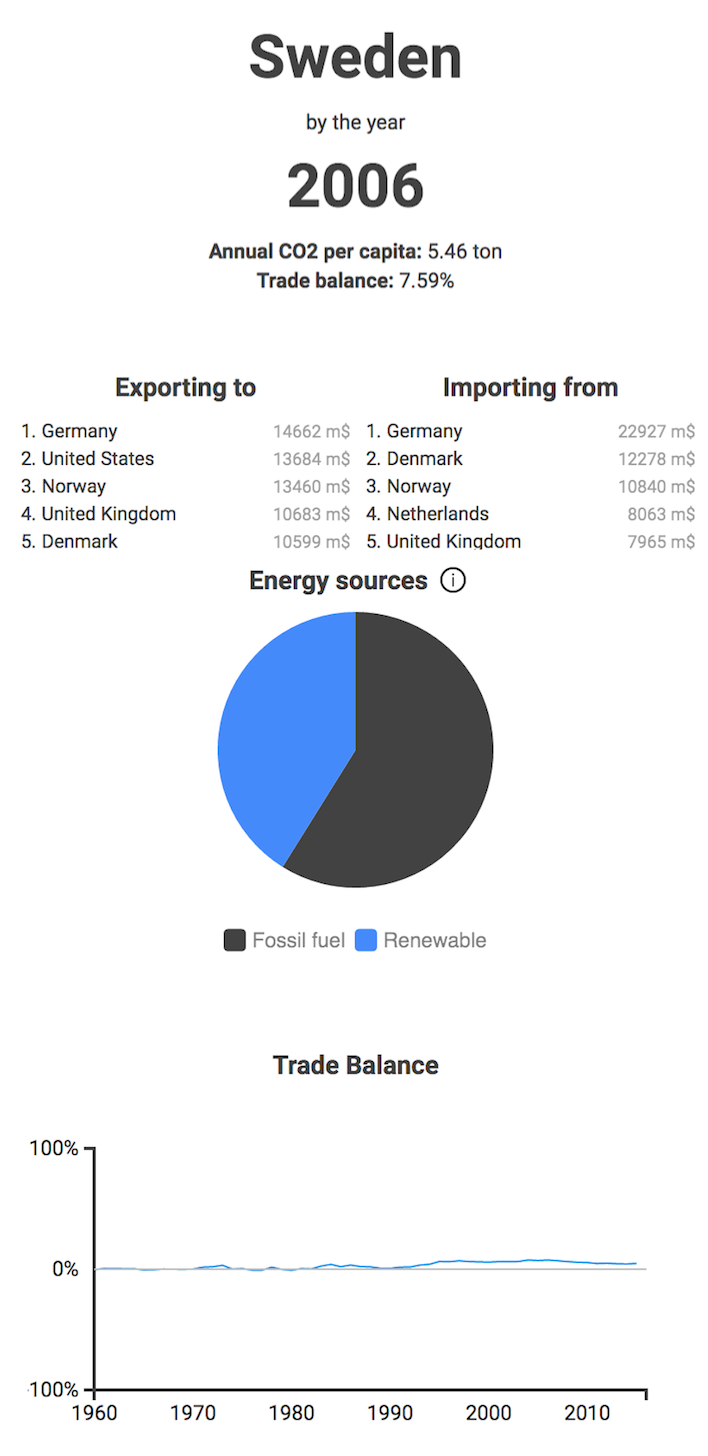 Sweden
by the year
2006
Annual CO2 per capita: 5.46 ton
Trade balance: 7.59%
Exporting to
1. Germany 14662 m$
2. United States 13684 m$
3. Norway 13460 m$
4. United Kingdom 10683 m$
5. Denmark 10599 m$
Importing from
1. Germany 22927 m$
2. Denmark 12278 m$
3. Norway 10840 m$
4. Netherlands 8063 m$
5. United Kingdom 7965 m$
Energy sources i
Fossil fuel Renewable
Trade Balance
100%
0%
-100%
1960 1970 1980 1990 2000 2010